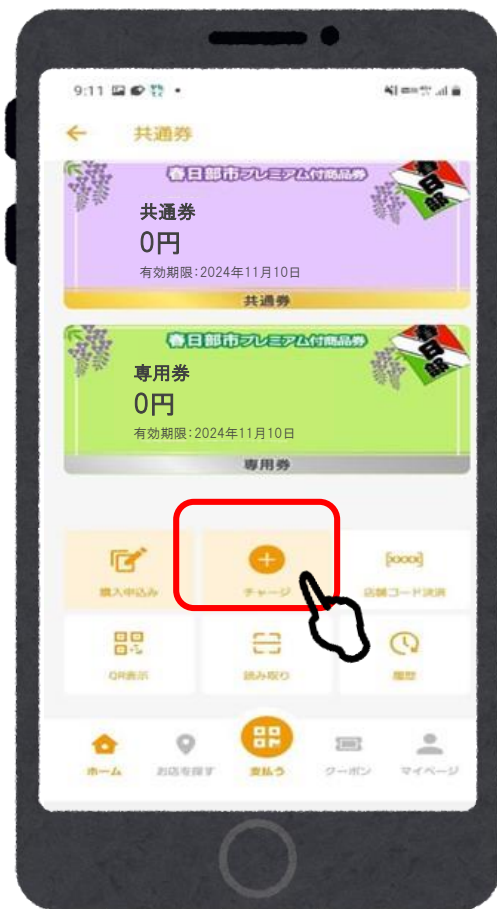 9:11
共通券
春日部市プレミアム付商品券
春日部
共通券
0円
有効期限:2024年11月10日
共通券
春日部市プレミアム付商品券
春日部
専用券
0円
有効期限:2024年11月10日
専用券
購入申込み
チャージ
[xxxx]
店舗コード決済
QR表示
読み取り
履歴
ホーム
お店を探す
支払う
クーポン
マイページ